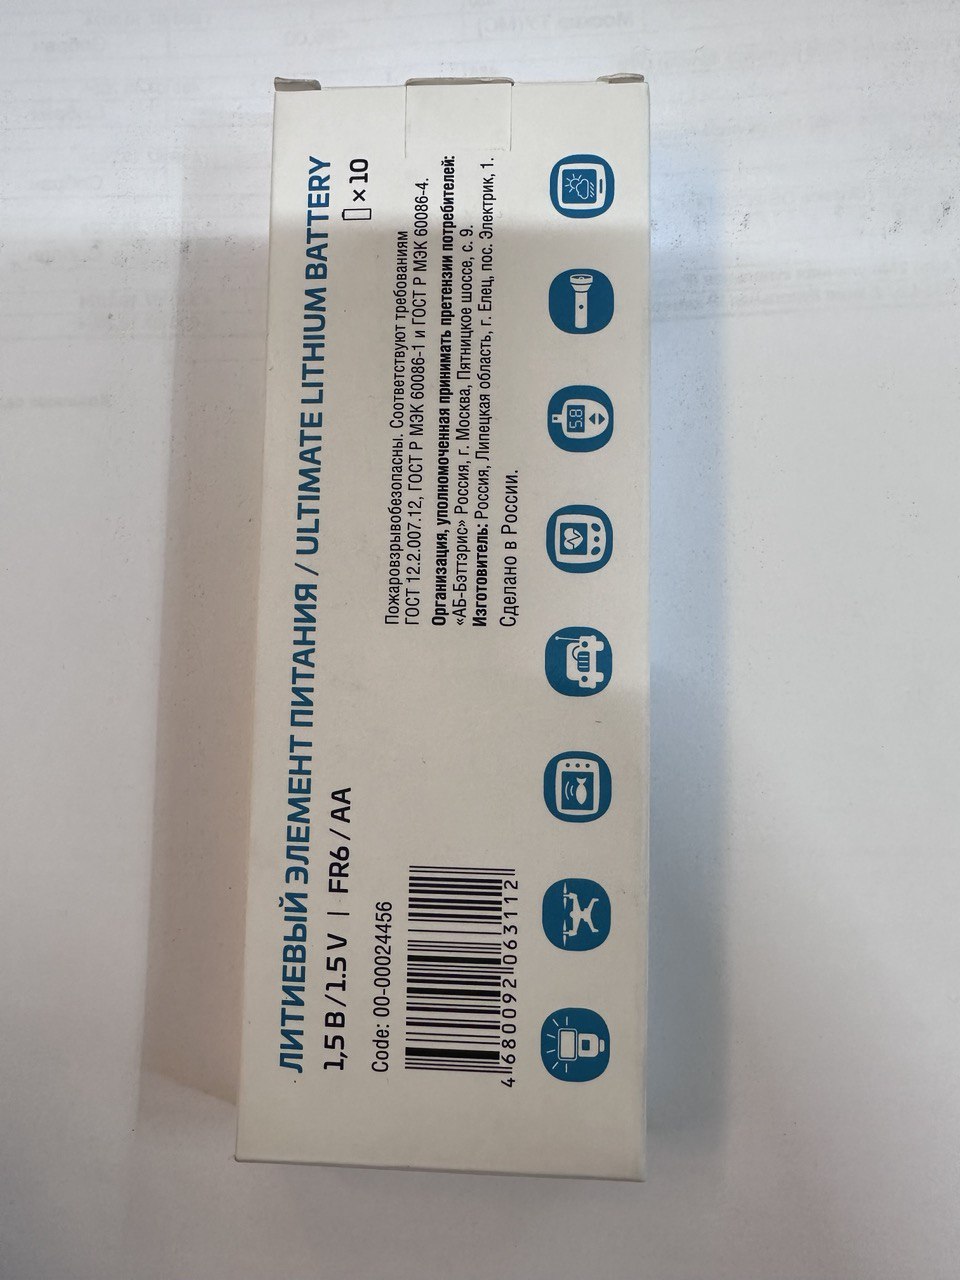 ЛИТИЕВЫЙ ЭЛЕМЕНТ ПИТАНИЯ / ULTIMATE LITHIUM BATTERY
1,5 В / 1.5 V | FR6 / AA
× 10
Code: 00-00024456
4 680092 063112
Пожаровзрывобезопасны. Соответствуют требованиям
ГОСТ 12.2.007.12, ГОСТ Р МЭК 60086-1 и ГОСТ Р МЭК 60086-4.
Организация, уполномоченная принимать претензии потребителей:
«АБ-Бэттэрис» Россия, г. Москва, Пятницкое шоссе, с. 9.
Изготовитель: Россия, Липецкая область, г. Елец, пос. Электрик, 1.
Сделано в России.
5.8